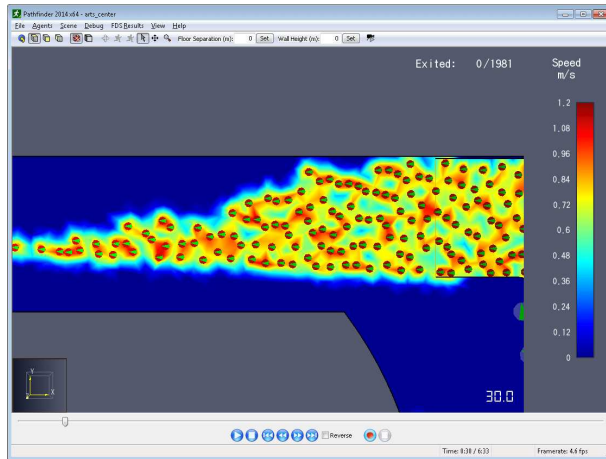 Pathfinder 2014 x64 - arts_center
File Agents Scene Debug FDS Results View Help
Floor Separation (m): 0 Set Wall Height (m): 0 Set
Exited: 0/1981 Speed
m/s
1.2
1.08
0.96
0.84
0.72
0.6
0.48
0.36
0.24
0.12
0
Y
X
30.0
Reverse
Time: 0:30 / 6:33 Framerate: 4.6 fps